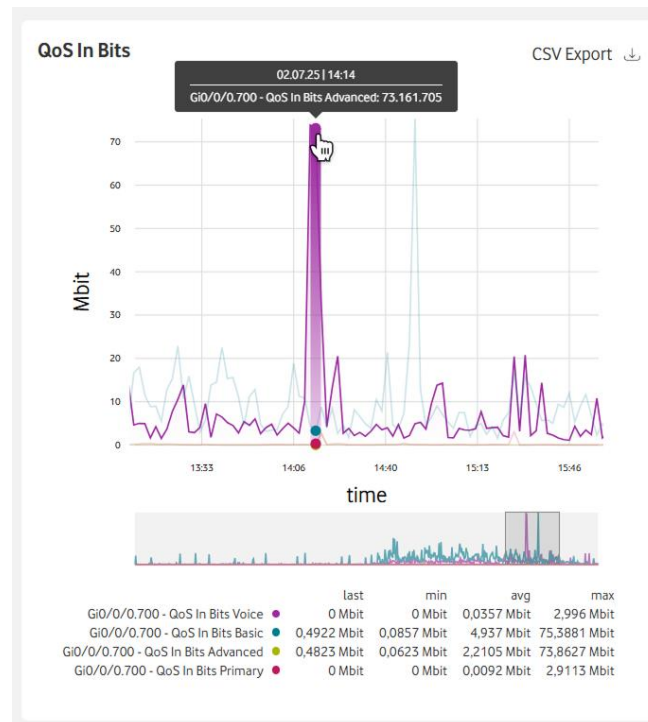 QoS In Bits
CSV Export
02.07.25 | 14:14
Gi0/0/0.700 - QoS In Bits Advanced: 73.161.705
70
60
50
40
30
20
10
0
Mbit
13:33 14:06 14:40 15:13 15:46
time
last min avg max
Gi0/0/0.700 - QoS In Bits Voice 0 Mbit 0 Mbit 0,0357 Mbit 2,996 Mbit
Gi0/0/0.700 - QoS In Bits Basic 0,4922 Mbit 0,0857 Mbit 4,937 Mbit 75,3881 Mbit
Gi0/0/0.700 - QoS In Bits Advanced 0,4823 Mbit 0,0623 Mbit 2,2105 Mbit 73,8627 Mbit
Gi0/0/0.700 - QoS In Bits Primary 0 Mbit 0 Mbit 0,0092 Mbit 2,9113 Mbit